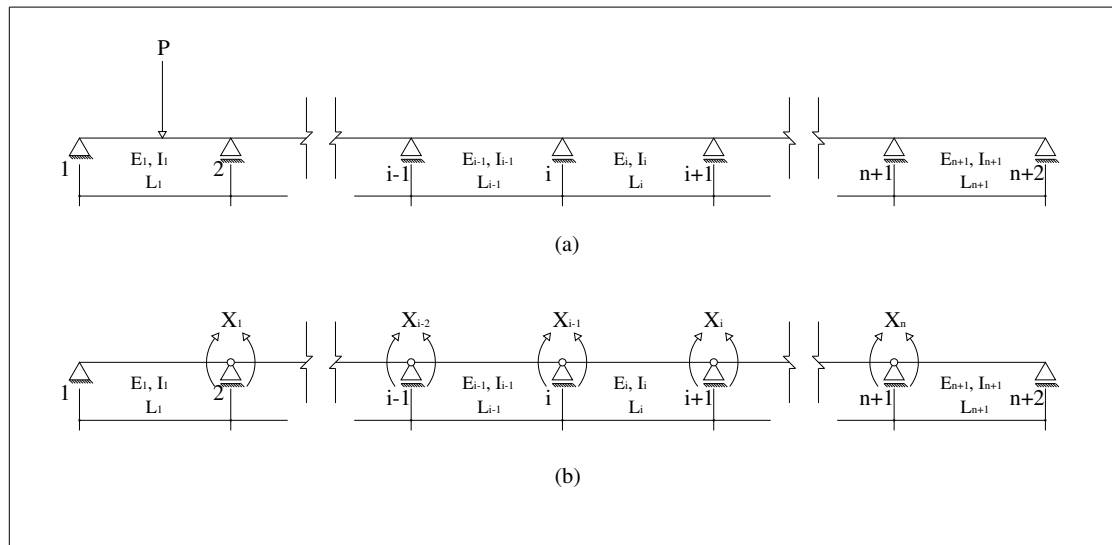 P
1 E1, I1 2 i-1 Ei-1, Ii-1 i Ei, Ii i+1 n+1 En+1, In+1 n+2
L1 Li-1 Li Ln+1
(a)
X1 Xi-2 Xi-1 Xi Xn
1 E1, I1 2 i-1 Ei-1, Ii-1 i Ei, Ii i+1 n+1 En+1, In+1 n+2
L1 Li-1 Li Ln+1
(b)